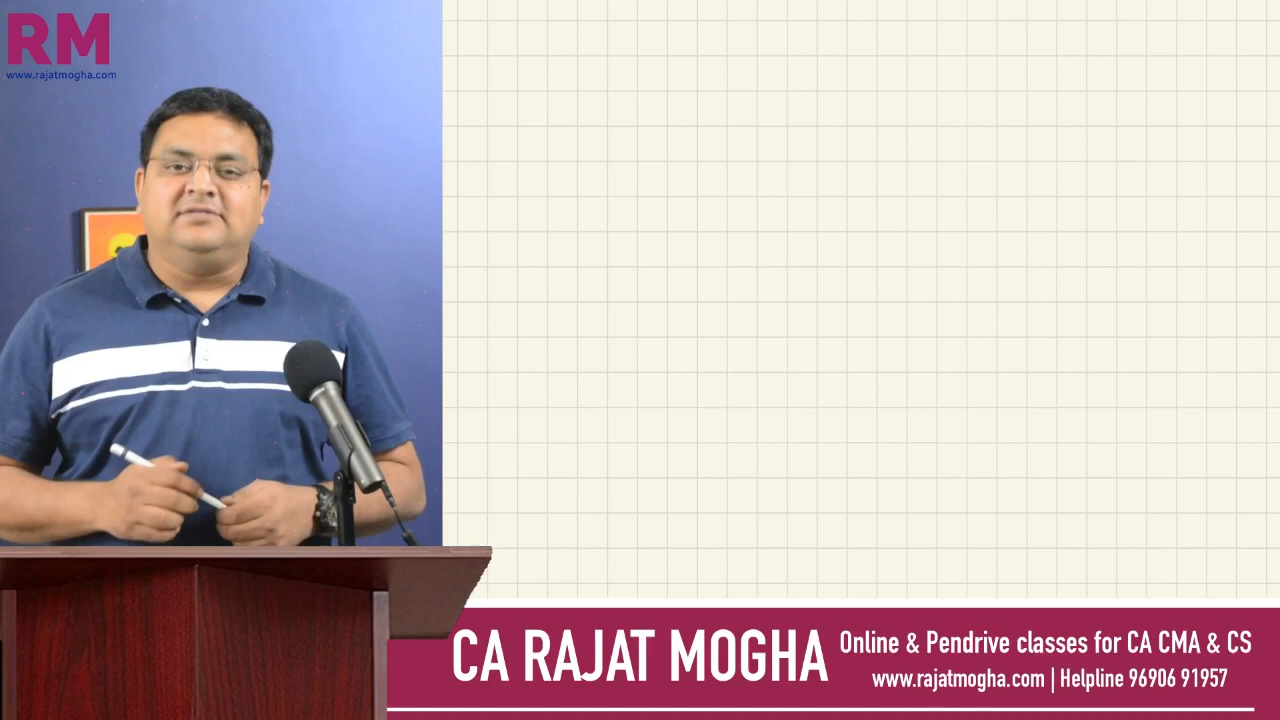 RM
www.rajatmogha.com
CA RAJAT MOGHA
Online & Pendrive classes for CA CMA & CS
www.rajatmogha.com | Helpline 96906 91957